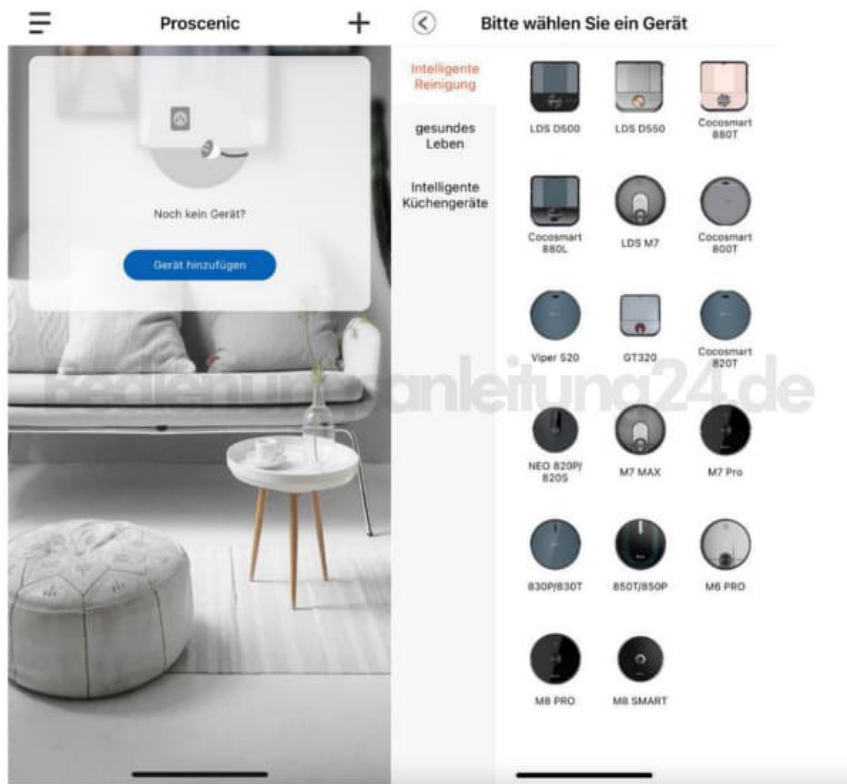 Proscenic
Noch kein Gerät?
Gerät hinzufügen
Bitte wählen Sie ein Gerät
Intelligente
Reinigung
gesundes
Leben
Intelligente
Küchengeräte
LDS D500
LDS D550
Cocosmart
880T
Cocosmart
880L
LDS M7
Cocosmart
800T
Viper 520
GT320
Cocosmart
820T
NEO 820P/
820S
M7 MAX
M7 Pro
830P/830T
850T/850P
M6 PRO
M8 PRO
M8 SMART
Bedienungsanleitung24.de